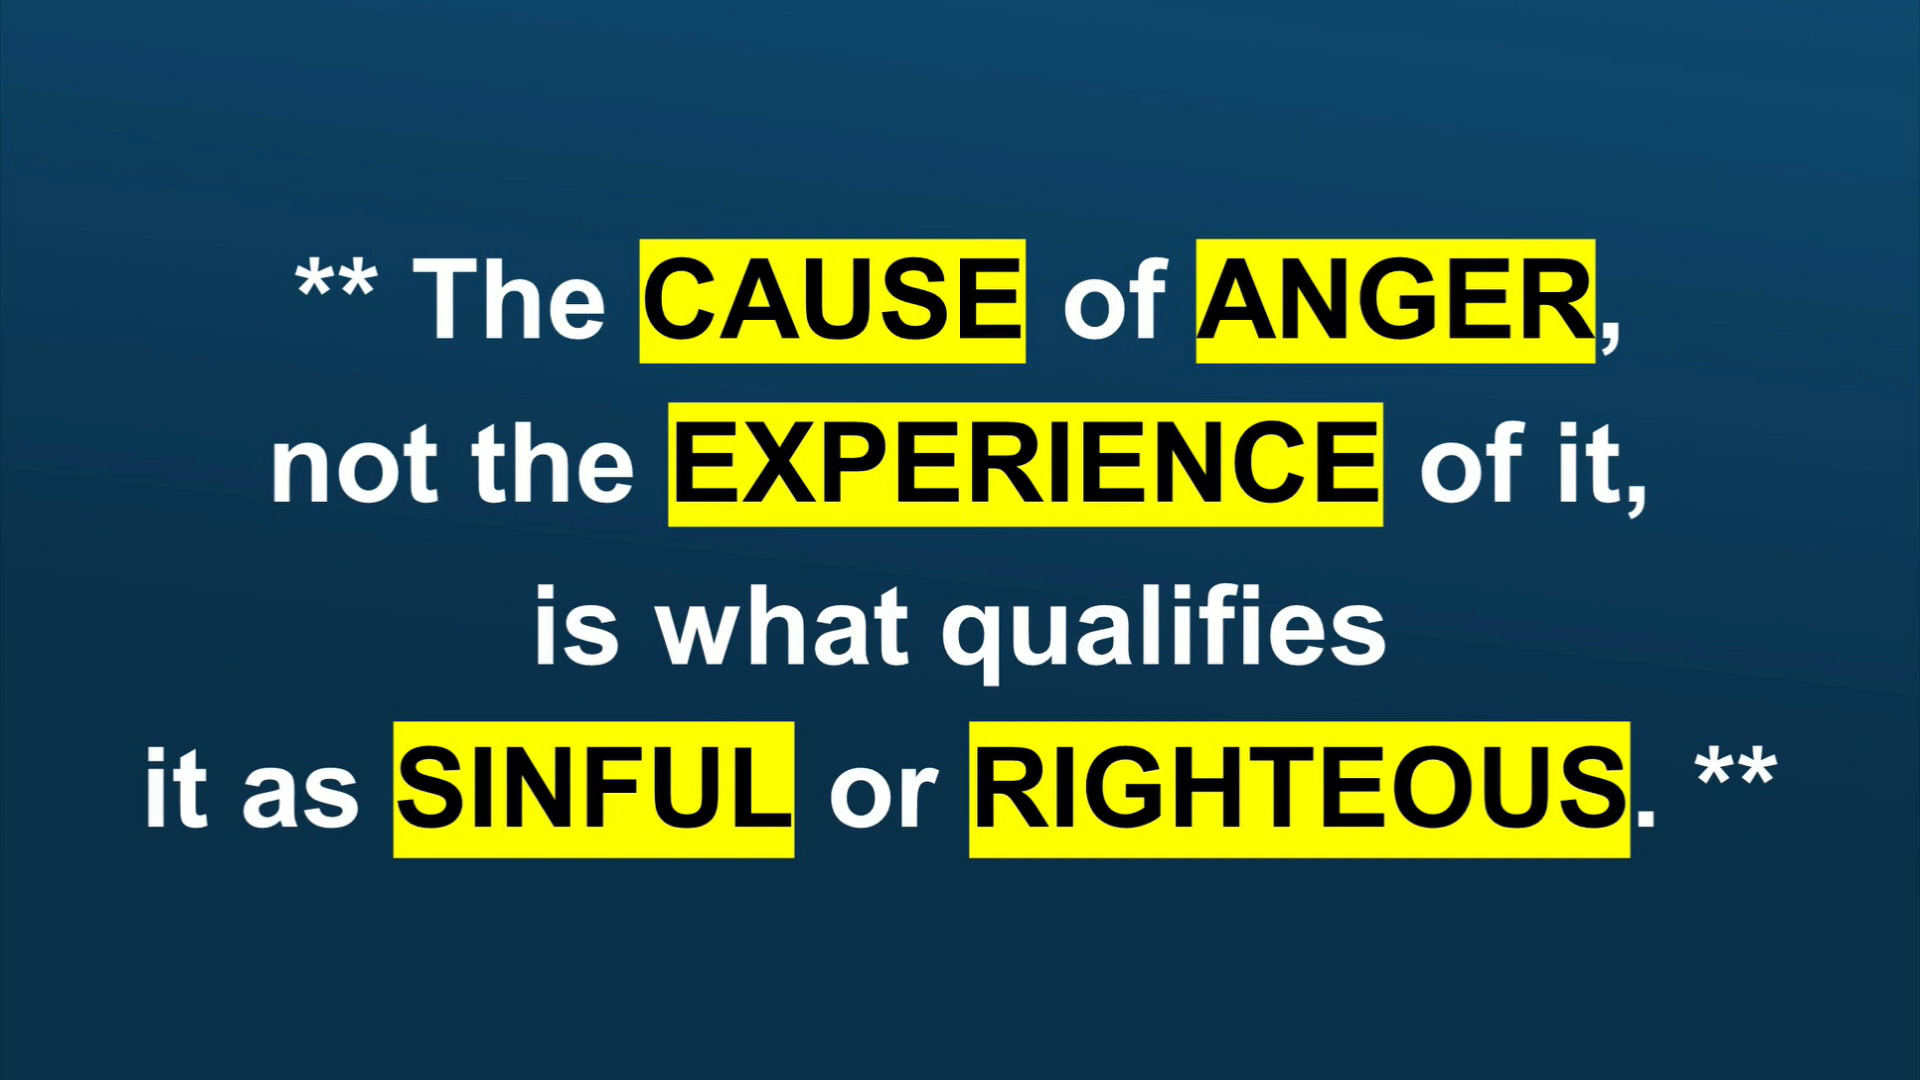 ** The CAUSE of ANGER,
not the EXPERIENCE of it,
is what qualifies
it as SINFUL or RIGHTEOUS. **